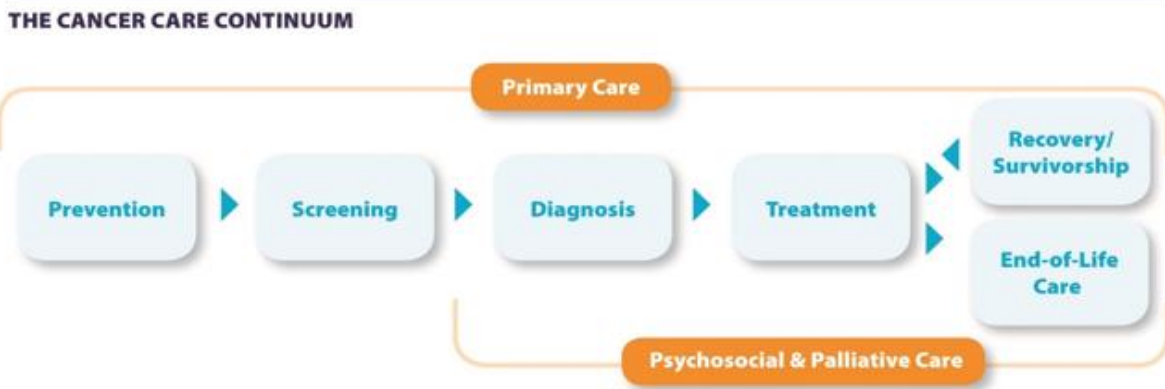 THE CANCER CARE CONTINUUM
Primary Care
Prevention
Screening
Diagnosis
Treatment
Recovery/
Survivorship
End-of-Life
Care
Psychosocial & Palliative Care